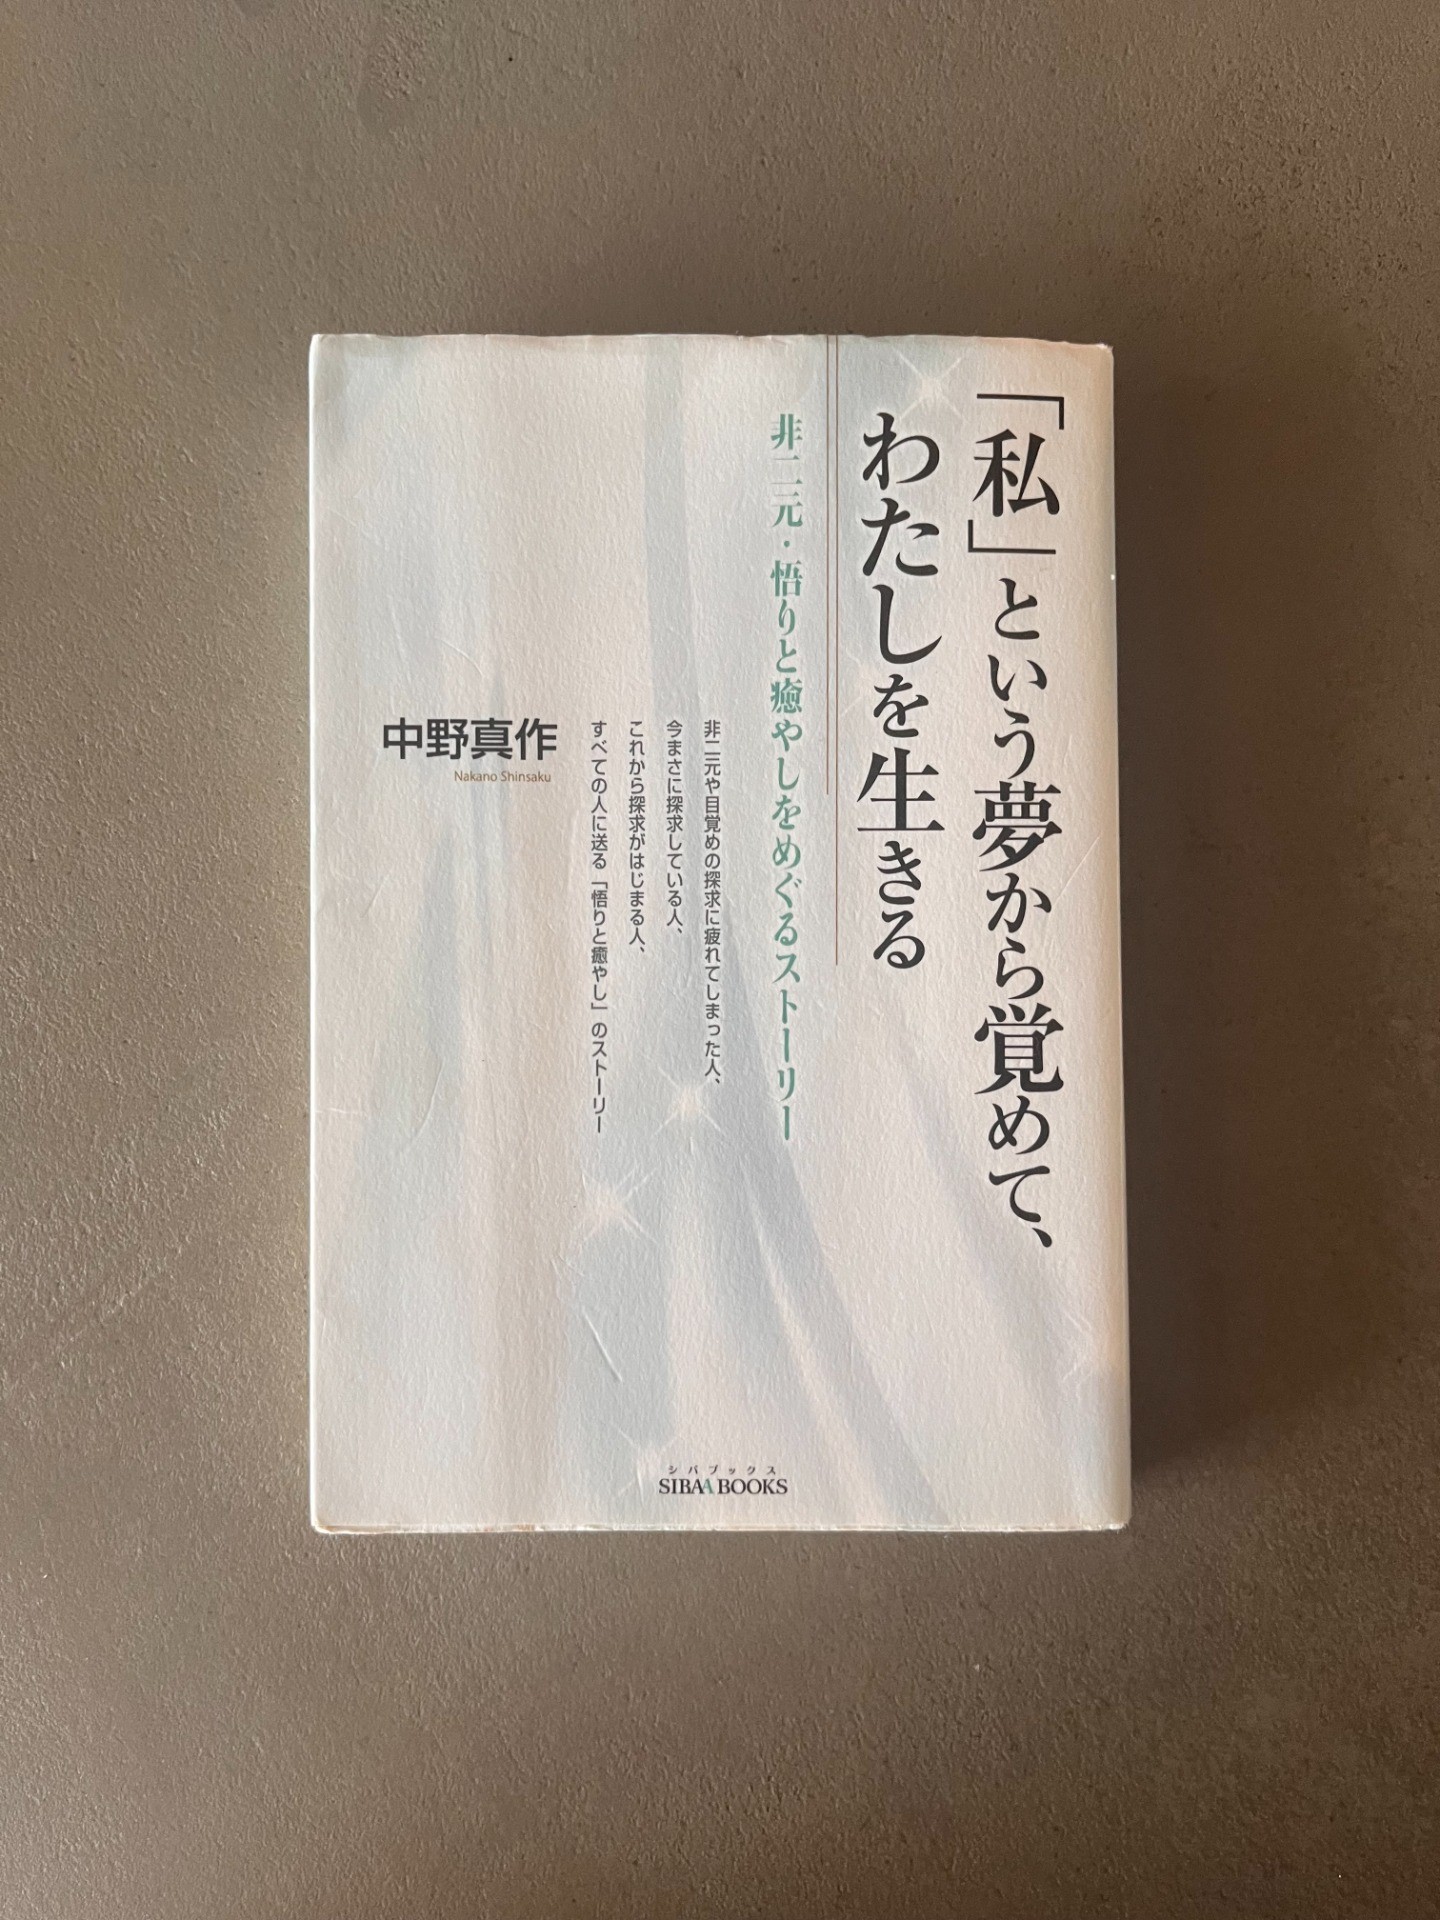 「私」という夢から覚めて、
わたしを生きる
非二元・悟りと癒やしをめぐるストーリー
非二元や目覚めの探求に疲れてしまった人、
今まさに探求している人、
これから探求がはじまる人、
すべての人に送る「悟りと癒やし」のストーリー
中野真作
Nakano Shinsaku
シバブックス
SIBAA BOOKS